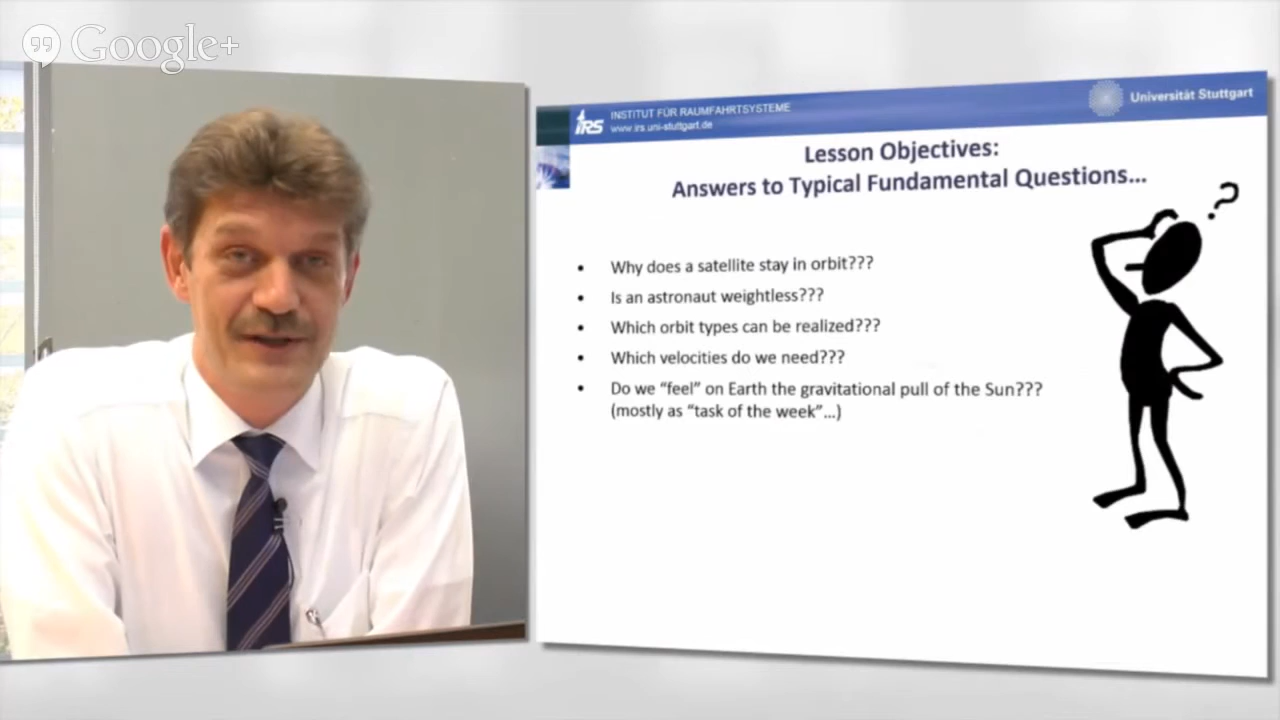 Google+
IRS
INSTITUT FÜR RAUMFAHRTSYSTEME
www.irs.uni-stuttgart.de
Universität Stuttgart
Lesson Objectives:
Answers to Typical Fundamental Questions...
• Why does a satellite stay in orbit???
• Is an astronaut weightless???
• Which orbit types can be realized???
• Which velocities do we need???
• Do we “feel” on Earth the gravitational pull of the Sun???
(mostly as “task of the week”...)
?